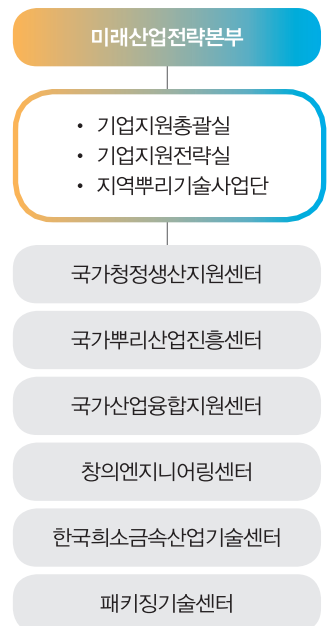 미래산업전략본부
• 기업지원총괄실
• 기업지원전략실
• 지역뿌리기술사업단
국가청정생산지원센터
국가뿌리산업진흥센터
국가산업융합지원센터
창의엔지니어링센터
한국희소금속산업기술센터
패키징기술센터